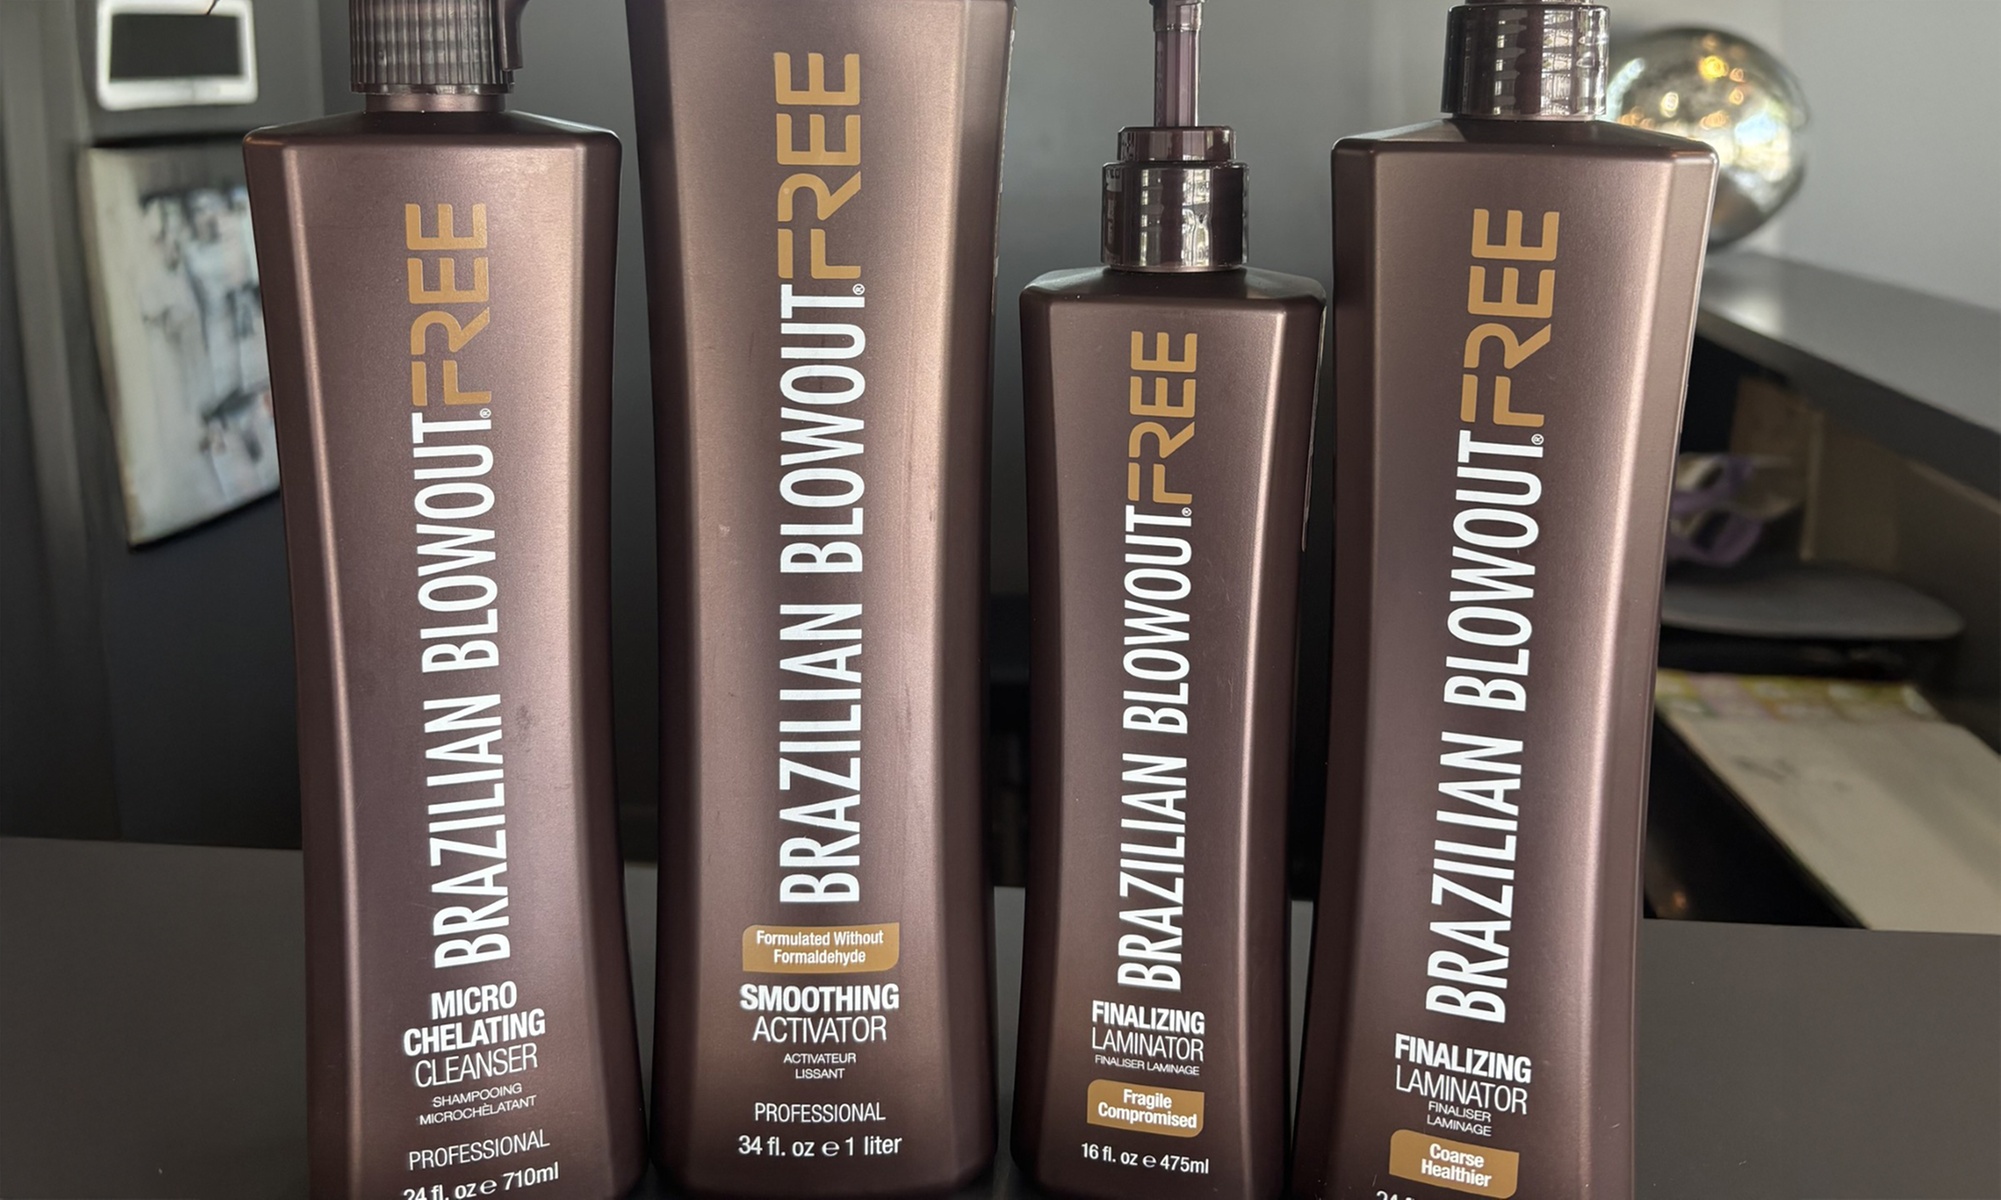 BRAZILIAN BLOWOUT®FREE
MICRO
CHELATING
CLEANSER
SHAMPOOING
MICROCHÈLATANT
PROFESSIONAL
24 fl. oz e 710ml
BRAZILIAN BLOWOUT®FREE
Formulated Without
Formaldehyde
SMOOTHING
ACTIVATOR
ACTIVATEUR
LISSANT
PROFESSIONAL
34 fl. oz e 1 liter
BRAZILIAN BLOWOUT®FREE
FINALIZING
LAMINATOR
FINALISER LAMINAGE
Fragile
Compromised
16 fl. oz e 475ml
BRAZILIAN BLOWOUT®FREE
FINALIZING
LAMINATOR
FINALISER
LAMINAGE
Coarse
Healthier